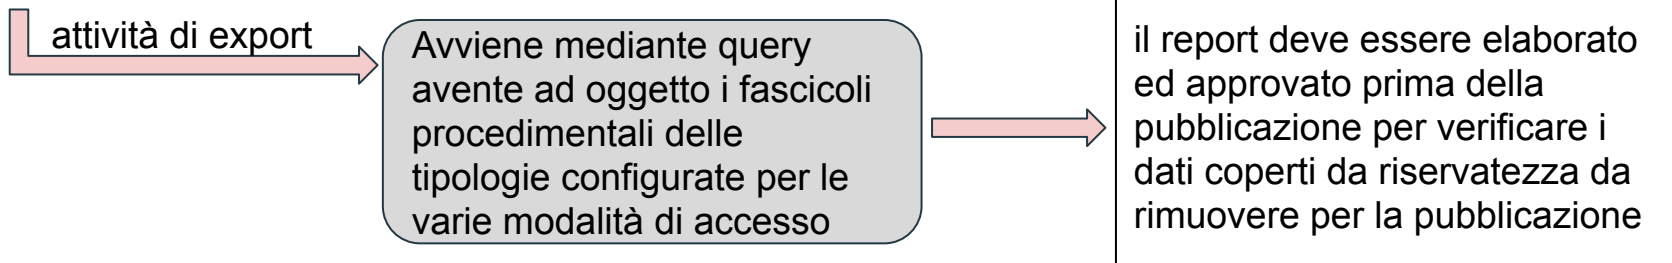 attività di export
Avviene mediante query
avente ad oggetto i fascicoli
procedimentali delle
tipologie configurate per le
varie modalità di accesso
il report deve essere elaborato
ed approvato prima della
pubblicazione per verificare i
dati coperti da riservatezza da
rimuovere per la pubblicazione